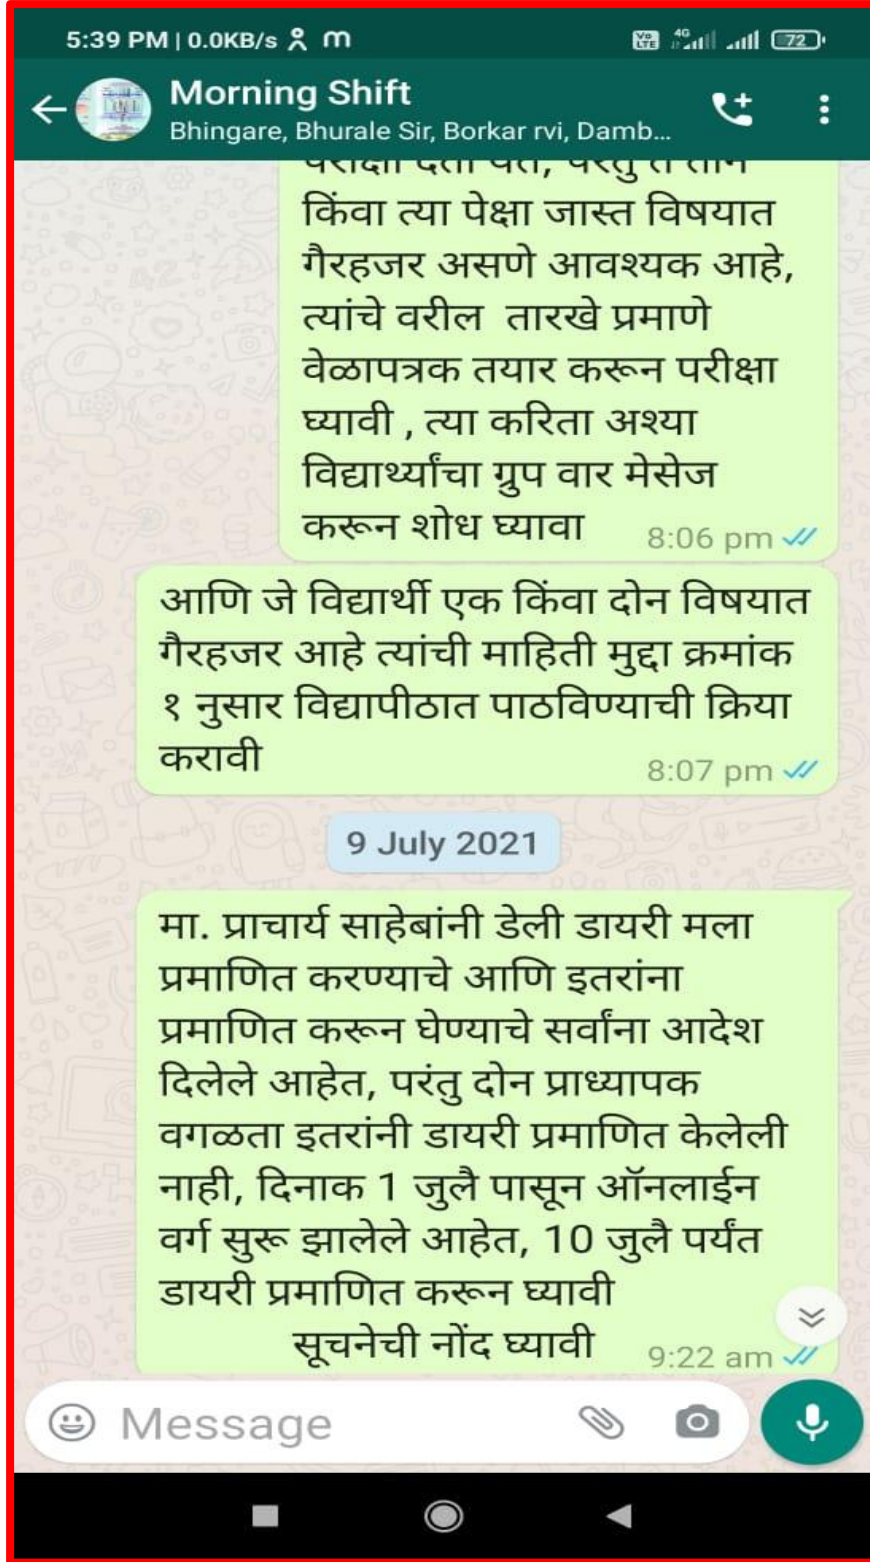 5:39 PM | 0.0KB/s
Vo LTE 4G 72
Morning Shift
Bhingare, Bhurale Sir, Borkar rvi, Damb...
किंवा त्या पेक्षा जास्त विषयात
गैरहजर असणे आवश्यक आहे,
त्यांचे वरील तारखे प्रमाणे
वेळापत्रक तयार करून परीक्षा
घ्यावी , त्या करिता अश्या
विद्यार्थ्यांचा ग्रुप वार मेसेज
करून शोध घ्यावा
8:06 pm
आणि जे विद्यार्थी एक किंवा दोन विषयात
गैरहजर आहे त्यांची माहिती मुद्दा क्रमांक
१ नुसार विद्यापीठात पाठविण्याची क्रिया
करावी
8:07 pm
9 July 2021
मा. प्राचार्य साहेबांनी डेली डायरी मला
प्रमाणित करण्याचे आणि इतरांना
प्रमाणित करून घेण्याचे सर्वांना आदेश
दिलेले आहेत, परंतु दोन प्राध्यापक
वगळता इतरांनी डायरी प्रमाणित केलेली
नाही, दिनाक 1 जुलै पासून ऑनलाईन
वर्ग सुरू झालेले आहेत, 10 जुलै पर्यंत
डायरी प्रमाणित करून घ्यावी
सूचनेची नोंद घ्यावी
9:22 am
Message